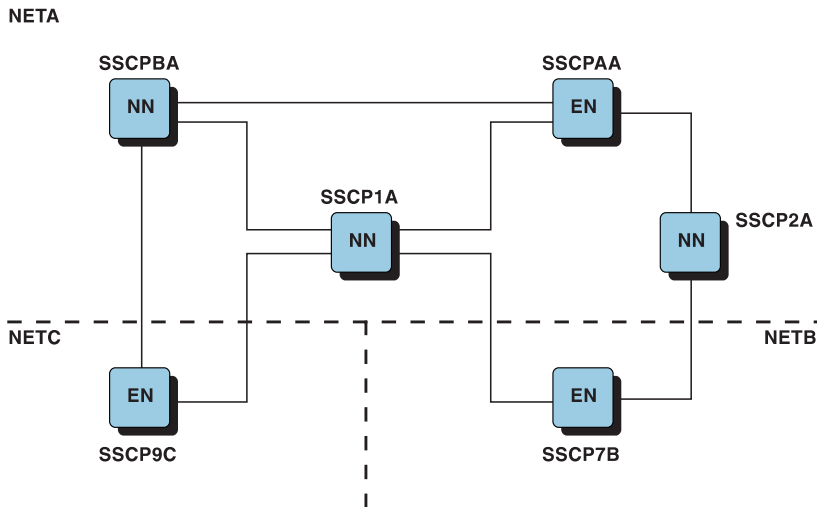 NETA
SSCPBA
SSCPAA
NN
EN
SSCP1A
NN
NN
SSCP2A
NETC
NETB
EN
EN
SSCP9C
SSCP7B